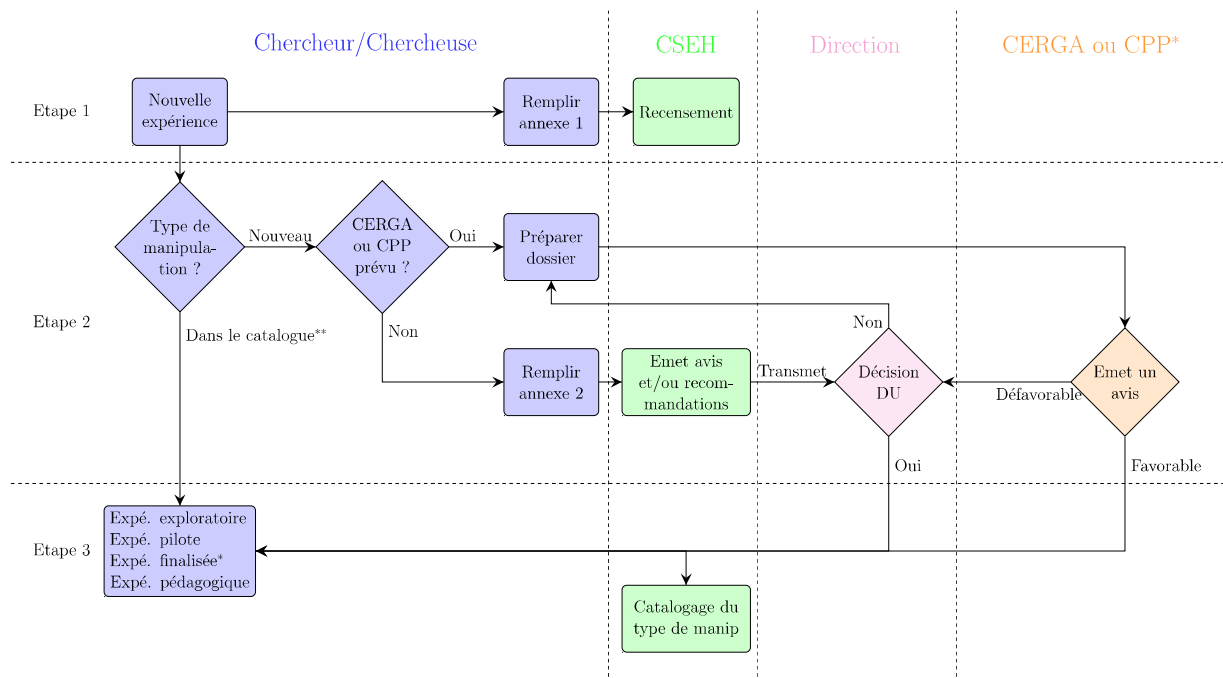 Chercheur/Chercheuse
CSEH
Direction
CERGA ou CPP*
Etape 1
Nouvelle
expérience
Remplir
annexe 1
Recensement
Etape 2
Type de
manipula-
tion ?
Nouveau
CERGA
ou CPP
prévu ?
Oui
Préparer
dossier
Dans le catalogue**
Non
Remplir
annexe 2
Emet avis
et/ou recom-
mandations
Transmet
Non
Décision
DU
Oui
Défavorable
Emet un
avis
Favorable
Etape 3
Expé. exploratoire
Expé. pilote
Expé. finalisée*
Expé. pédagogique
Catalogage du
type de manip